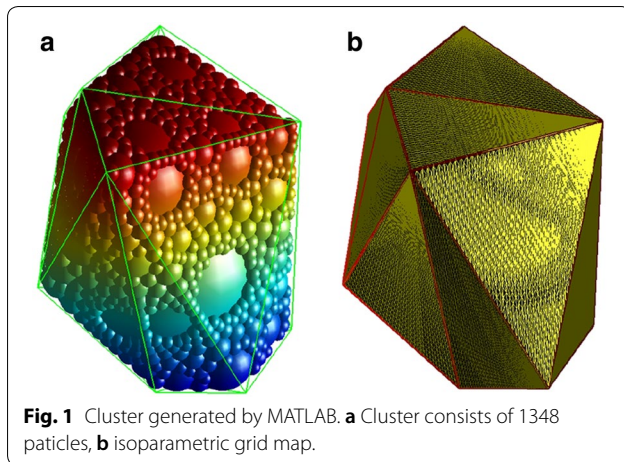 a
b
Fig. 1 Cluster generated by MATLAB. a Cluster consists of 1348
paticles, b isoparametric grid map.